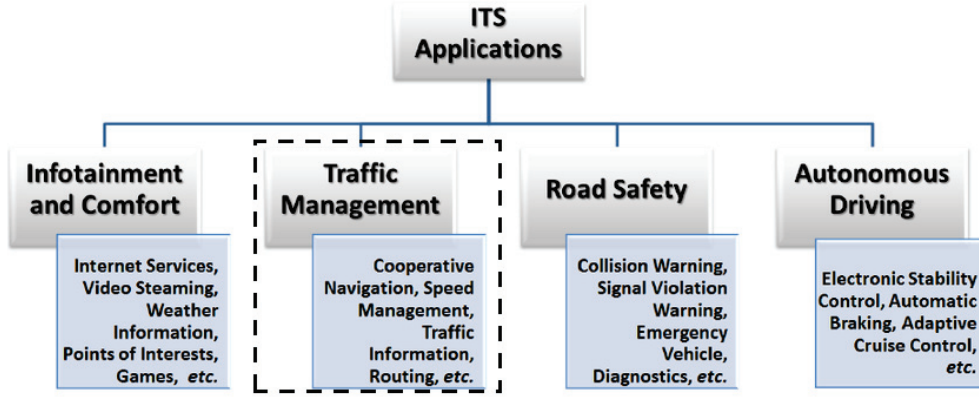 ITS
Applications
Infotainment
and Comfort
Internet Services,
Video Steaming,
Weather
Information,
Points of Interests,
Games, etc.
Traffic
Management
Cooperative
Navigation, Speed
Management,
Traffic
Information,
Routing, etc.
Road Safety
Collision Warning,
Signal Violation
Warning,
Emergency
Vehicle,
Diagnostics, etc.
Autonomous
Driving
Electronic Stability
Control, Automatic
Braking, Adaptive
Cruise Control,
etc.